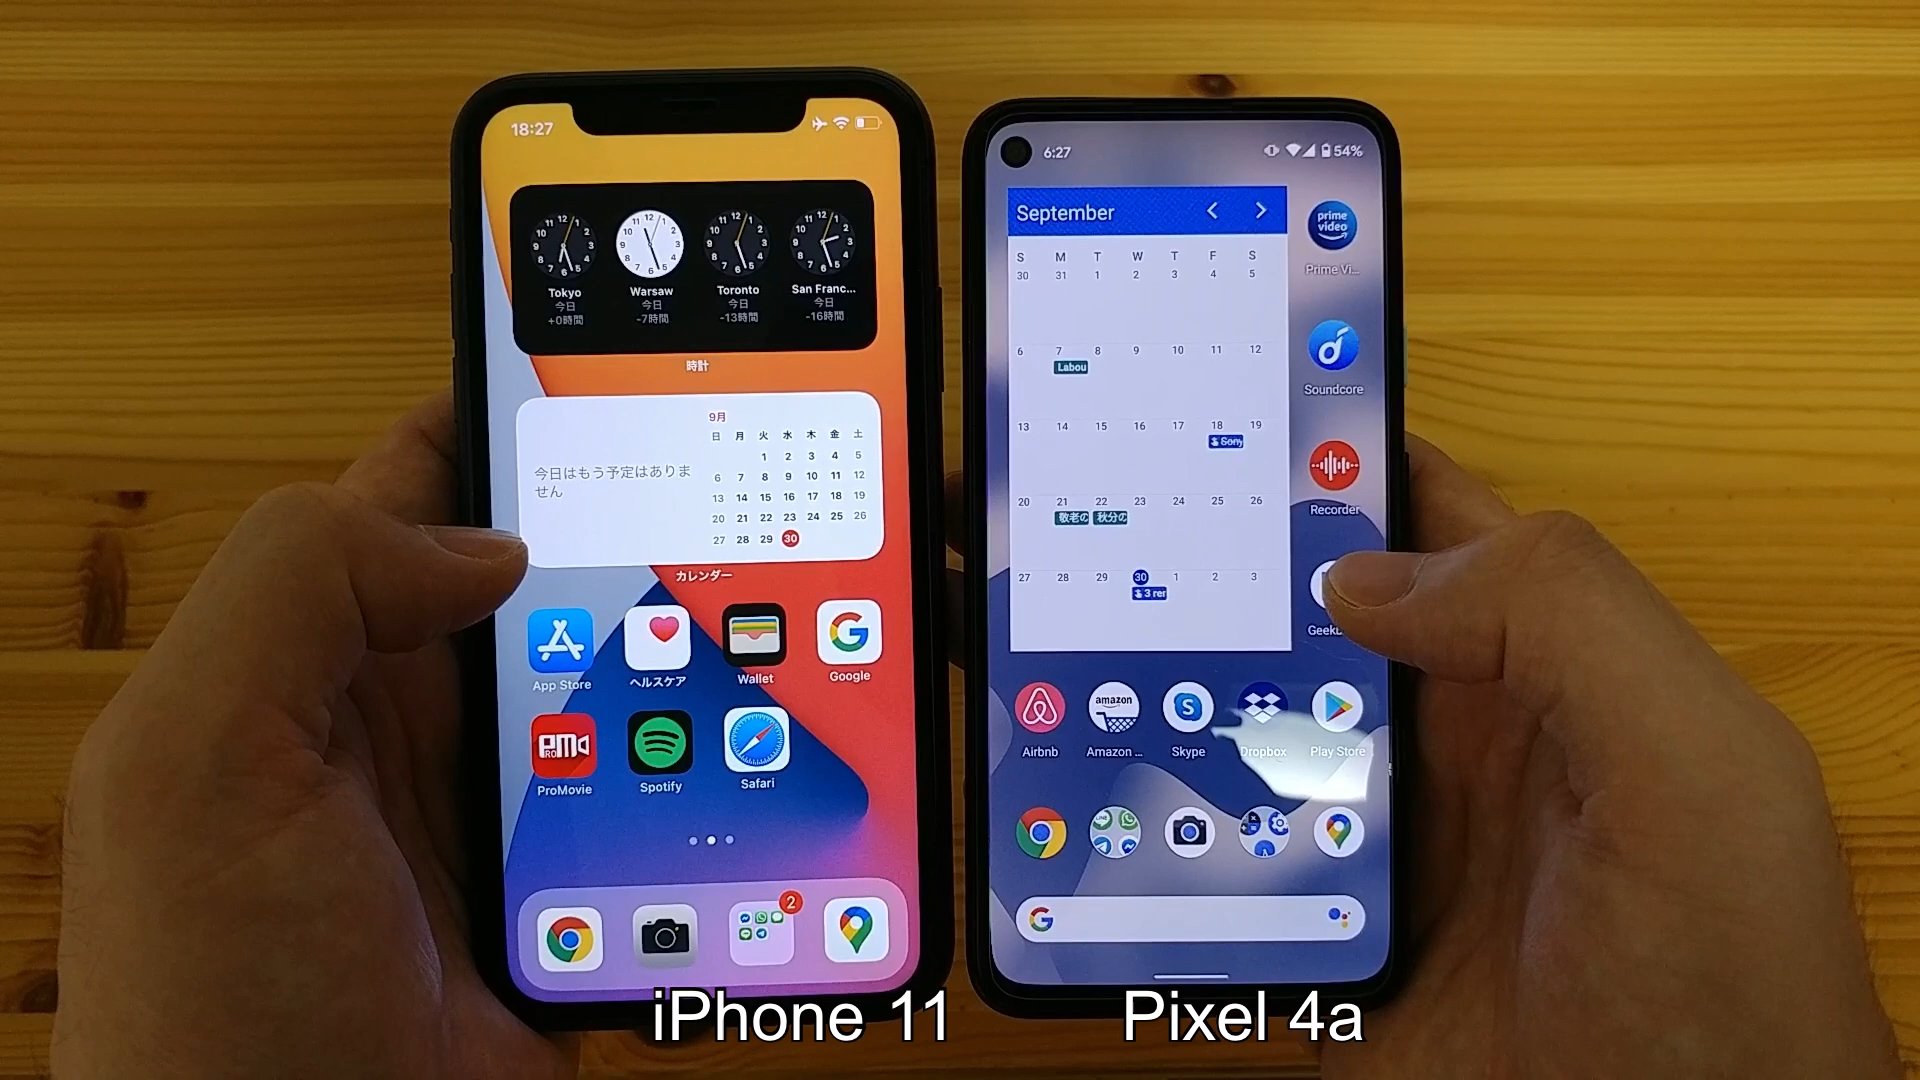 18:27
Tokyo
今日
+0時間
Warsaw
今日
-7時間
Toronto
今日
-13時間
San Franc...
今日
-16時間
時計
今日はもう予定はありま
せん
9月
日 月 火 水 木 金 土
1 2 3 4 5
6 7 8 9 10 11 12
13 14 15 16 17 18 19
20 21 22 23 24 25 26
27 28 29 30
カレンダー
App Store
ヘルスケア
Wallet
Google
ProMovie
Spotify
Safari
2
6:27
54%
September
S M T W T F S
30 31 1 2 3 4 5
6 7 8 9 10 11 12
Labou
13 14 15 16 17 18 19
Sony
20 21 22 23 24 25 26
敬老の 秋分の
27 28 29 30 1 2 3
3 rer
prime
video
Prime Vi...
Soundcore
Recorder
Airbnb
amazon
Amazon ...
Skype
Dropbox
Play Store
iPhone 11
Pixel 4a